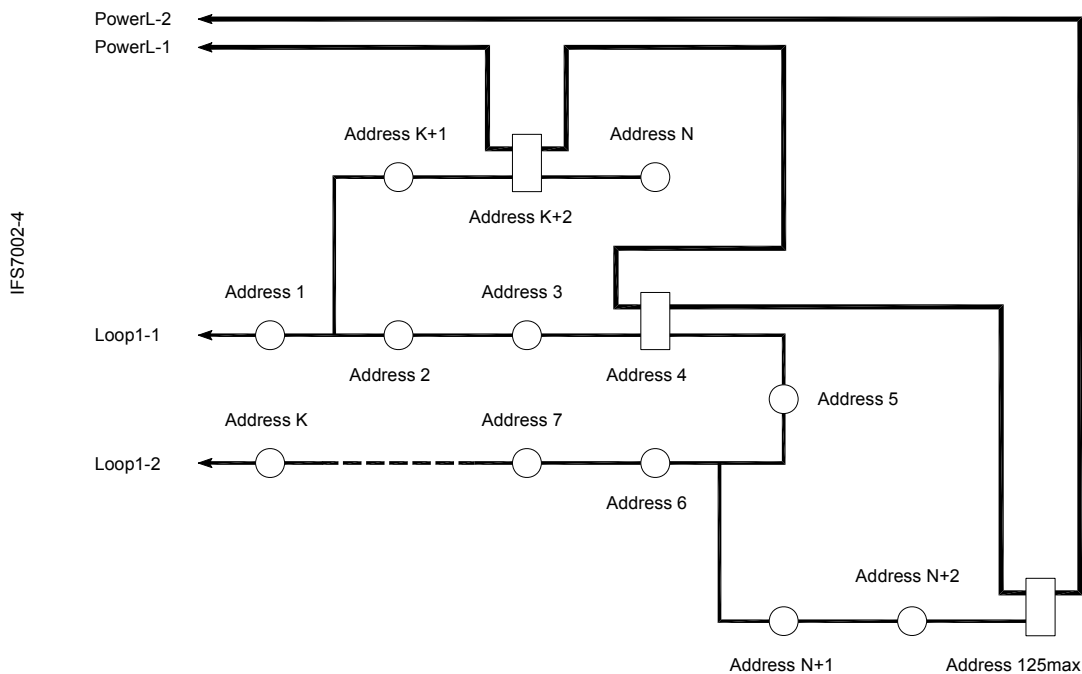 PowerL-2
PowerL-1
Address K+1
Address N
Address K+2
IFS7002-4
Address 1
Address 3
Loop1-1
Address 2
Address 4
Address 5
Address K
Address 7
Loop1-2
Address 6
Address N+2
Address N+1
Address 125max